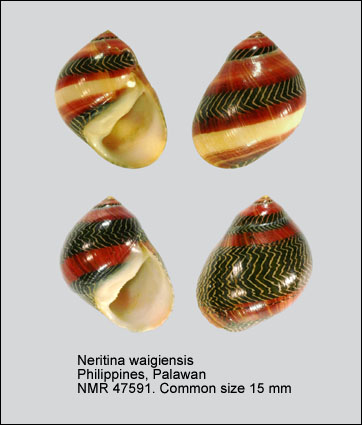 Neritina waigiensis
Philippines, Palawan
NMR 47591. Common size 15 mm